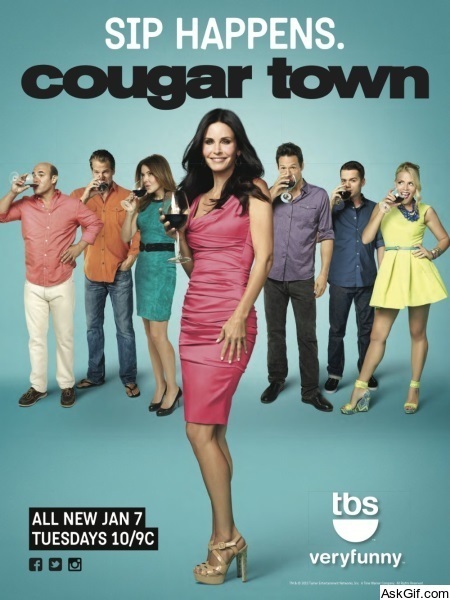 SIP HAPPENS.
cougar town
ALL NEW JAN 7
TUESDAYS 10/9C
tbs
veryfunny
AskGif.com